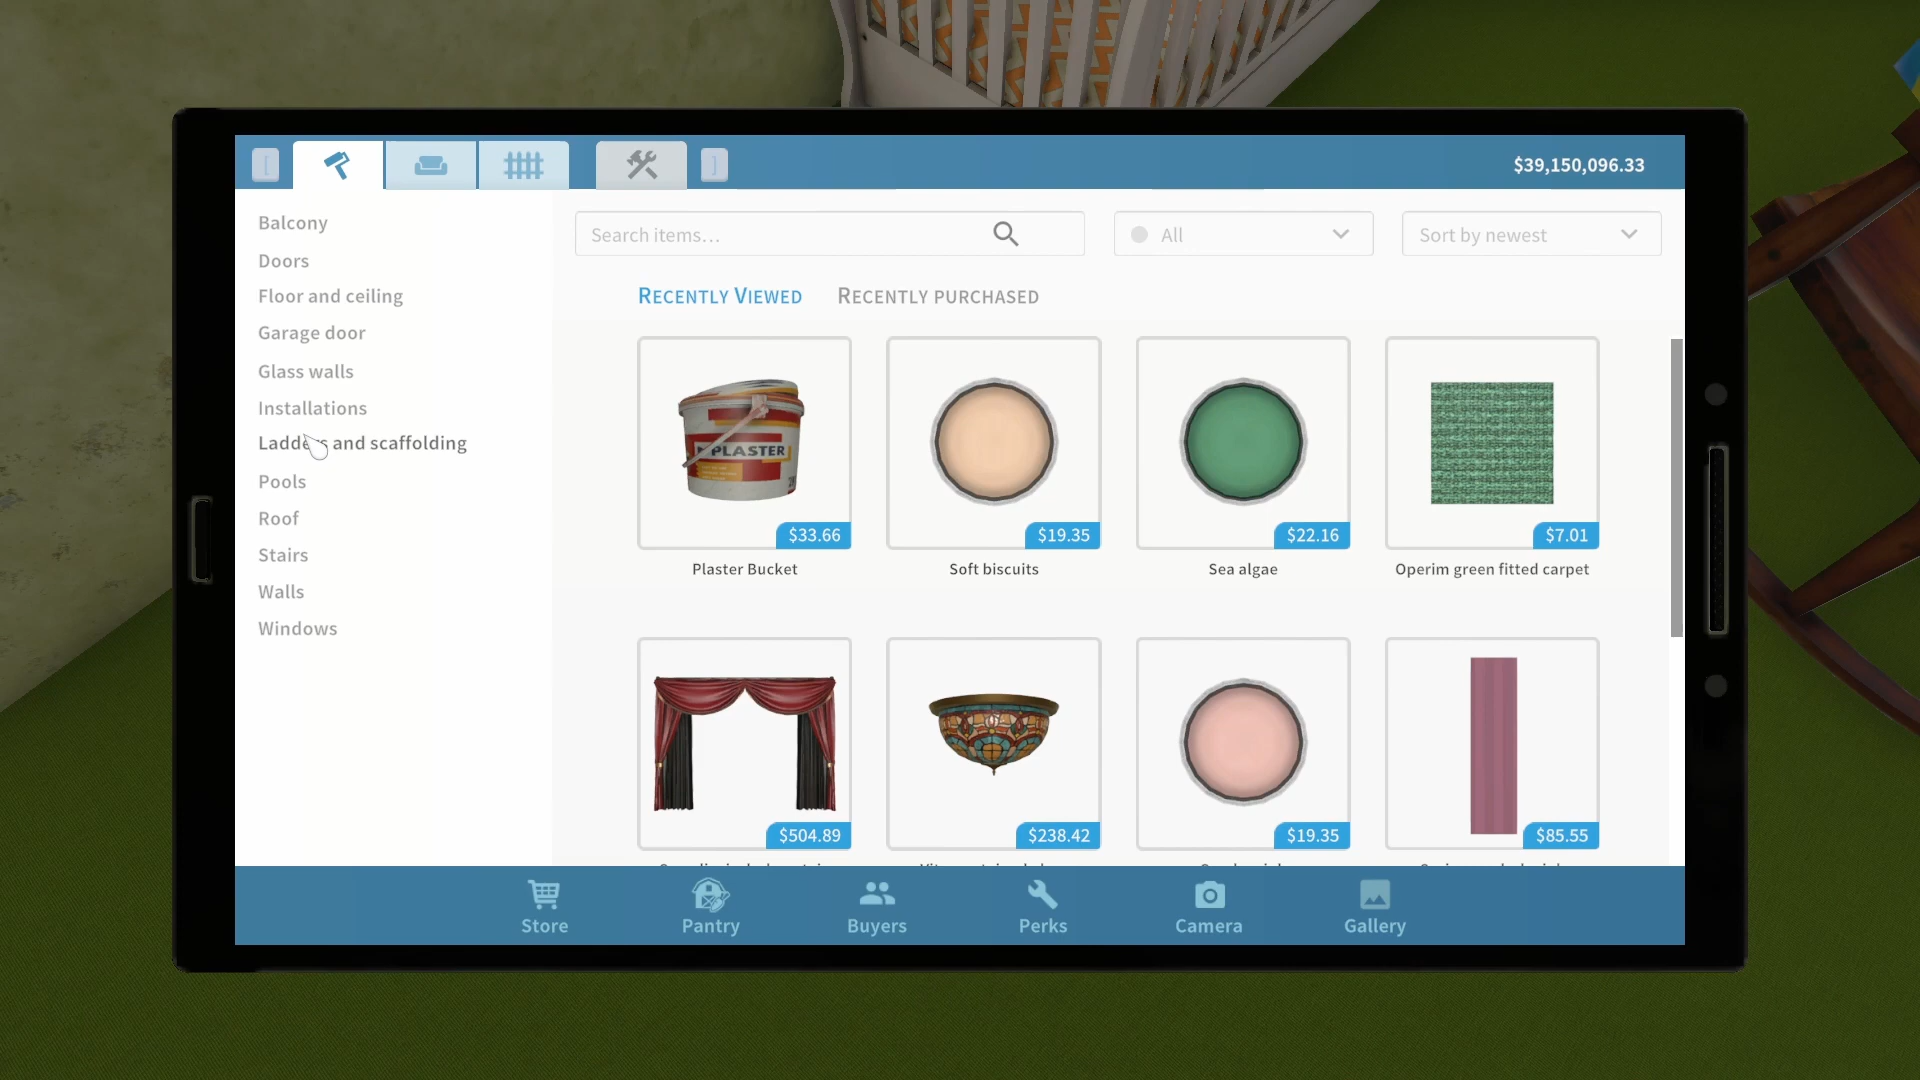 [
]
$39,150,096.33
Balcony
Doors
Floor and ceiling
Garage door
Glass walls
Installations
Ladders and scaffolding
Pools
Roof
Stairs
Walls
Windows
Search items...
All
Sort by newest
RECENTLY VIEWED
RECENTLY PURCHASED
PLASTER
$33.66
$19.35
$22.16
$7.01
Plaster Bucket
Soft biscuits
Sea algae
Operim green fitted carpet
$504.89
$238.42
$19.35
$85.55
Store
Pantry
Buyers
Perks
Camera
Gallery